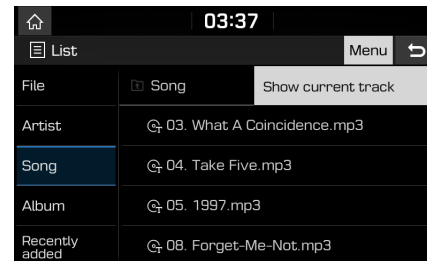 03:37
List
Menu
File
Song
Show current track
Artist
03. What A Coincidence.mp3
Song
04. Take Five.mp3
Album
05. 1997.mp3
Recently
added
08. Forget-Me-Not.mp3